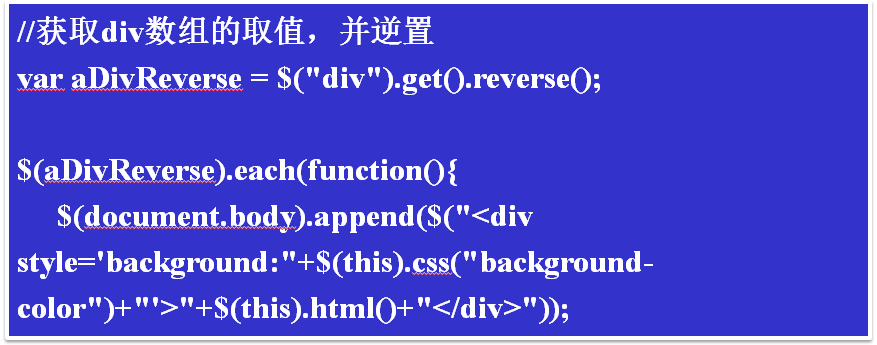 //获取div数组的取值，并逆置
var aDivReverse = $("div").get().reverse();
$(aDivReverse).each(function(){
$(document.body).append($("<div
style='background:"+$(this).css("background-
color")+"'>"+$(this).html()+"</div>"));